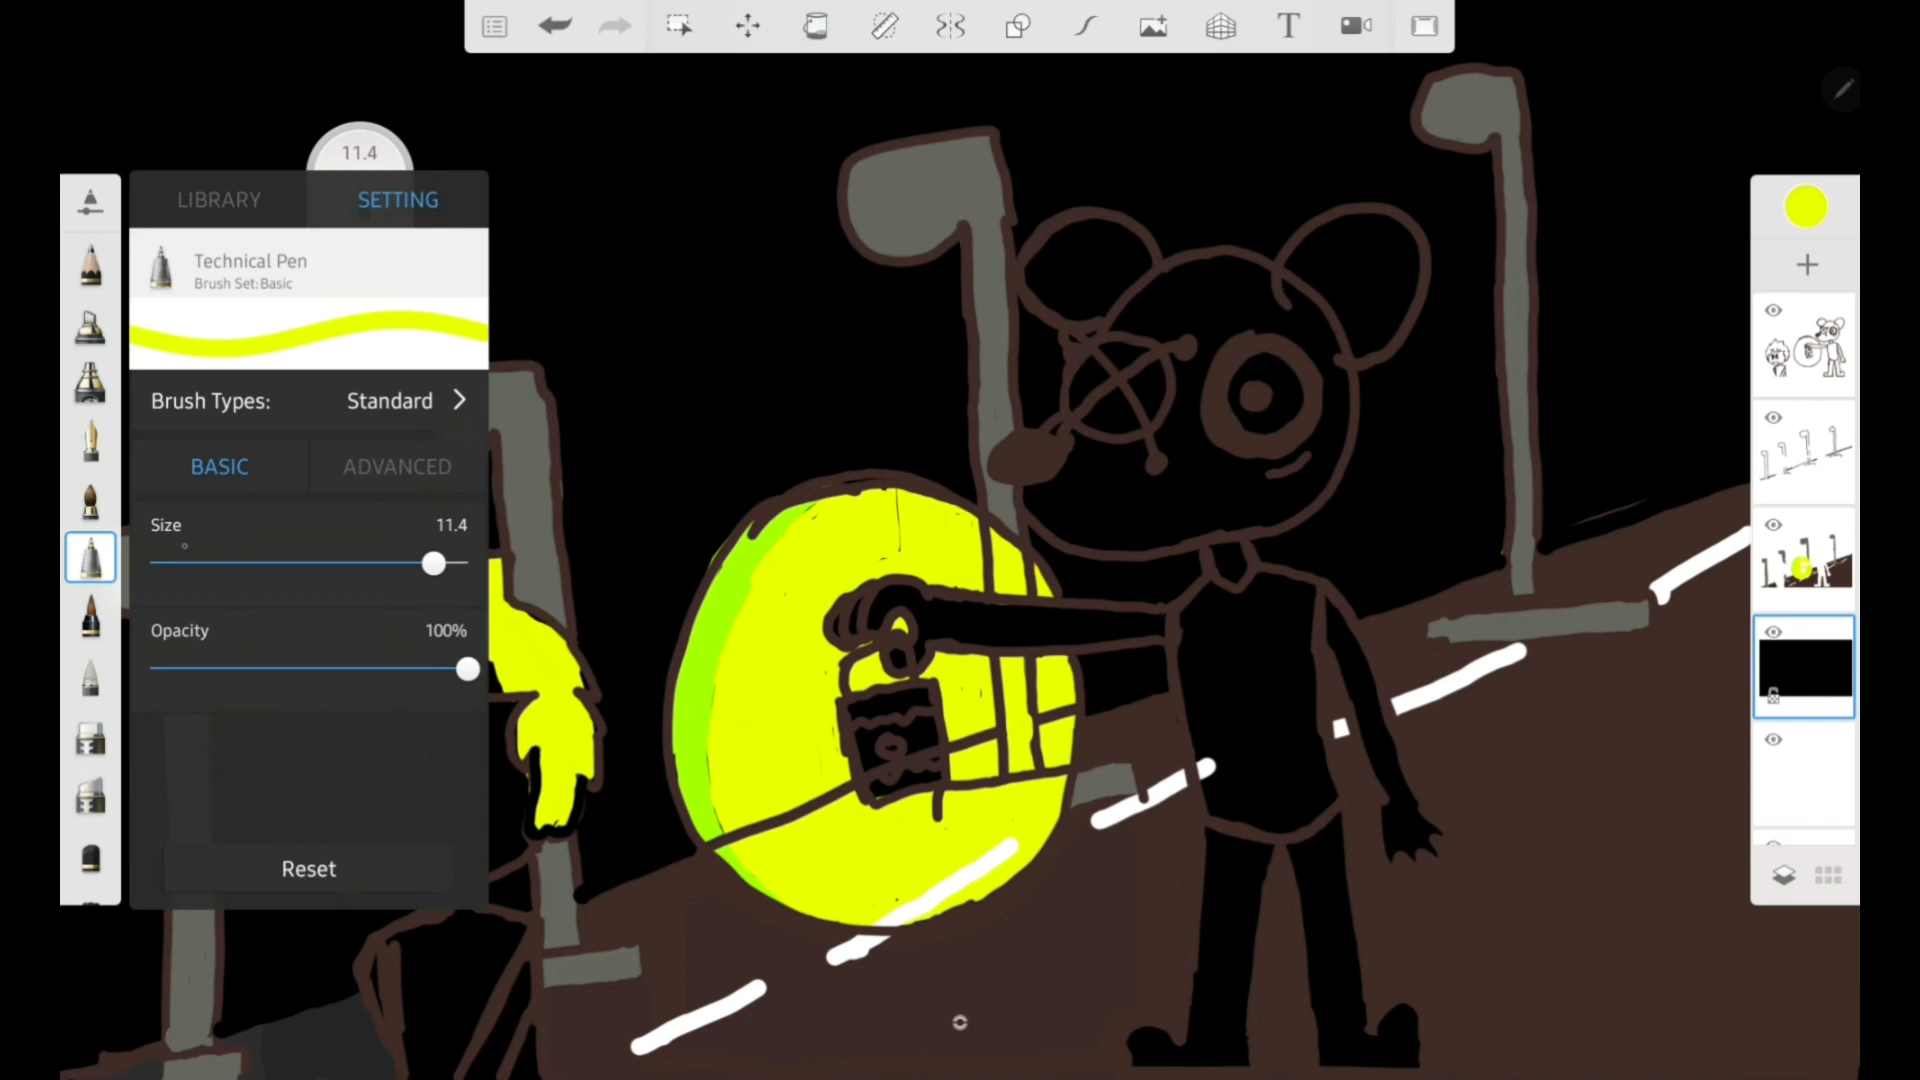 11.4
LIBRARY
SETTING
Technical Pen
Brush Set:Basic
Brush Types:
Standard
BASIC
ADVANCED
Size
11.4
Opacity
100%
Reset